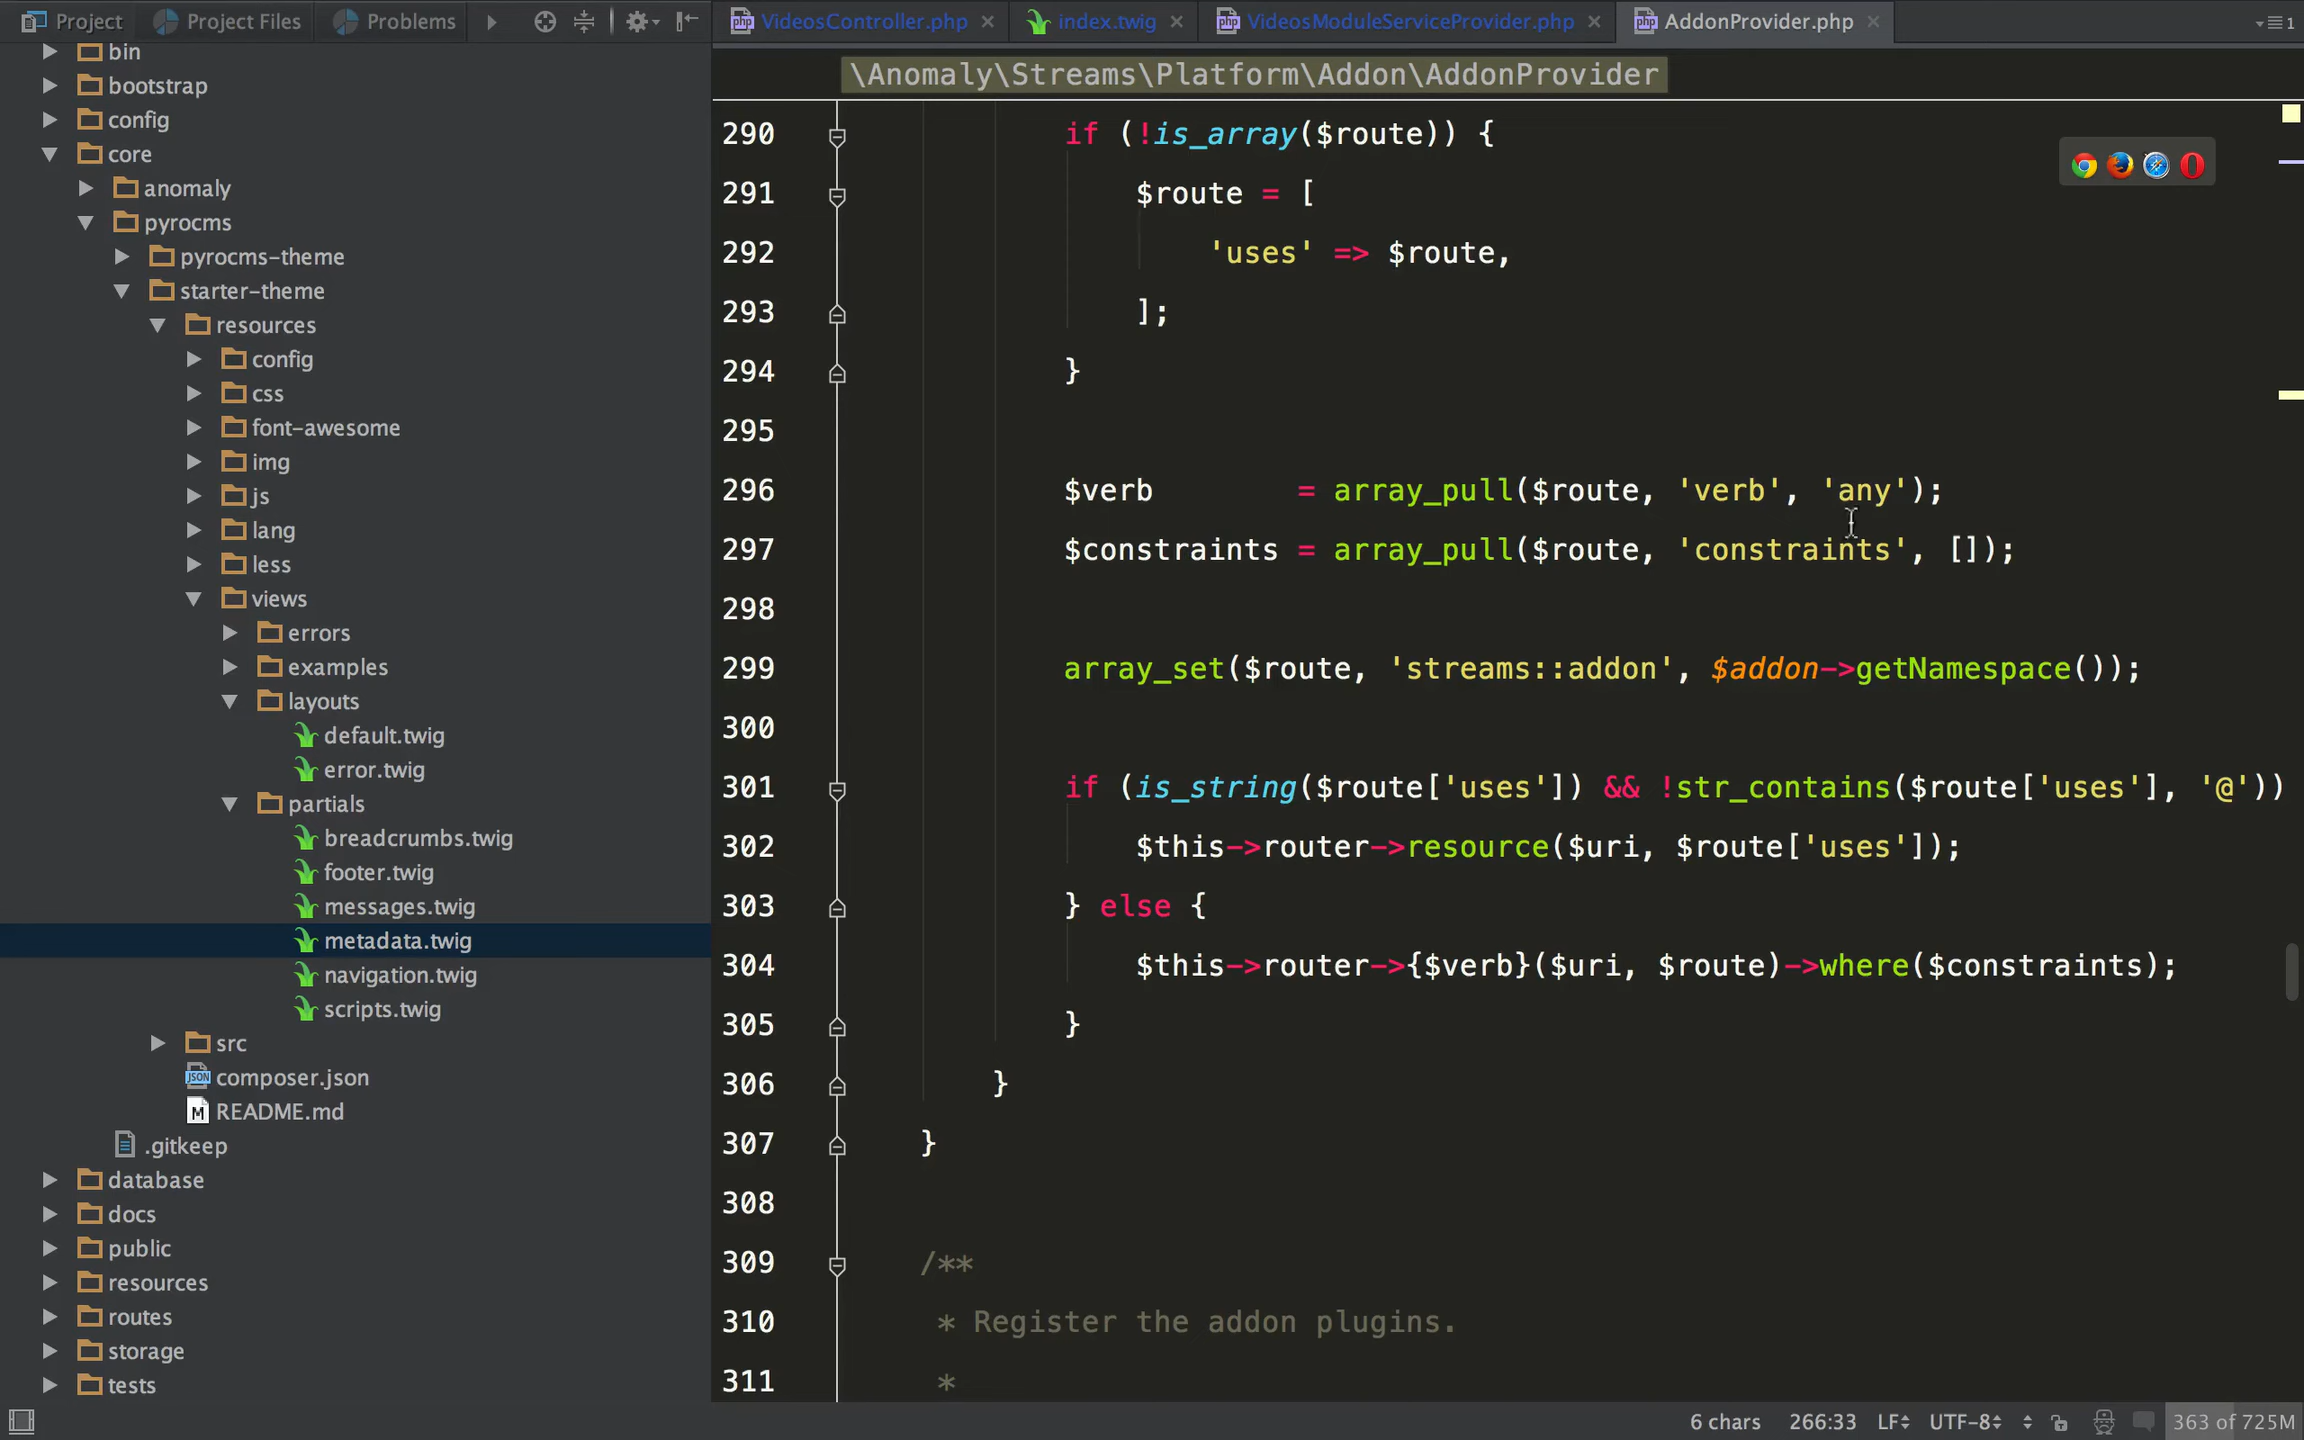 Project
Project Files
Problems
VideosController.php
index.twig
VideosModuleServiceProvider.php
AddonProvider.php
1
\Anomaly\Streams\Platform\Addon\AddonProvider
bin
bootstrap
config
core
anomaly
pyrocms
pyrocms-theme
starter-theme
resources
config
css
font-awesome
img
js
lang
less
views
errors
examples
layouts
default.twig
error.twig
partials
breadcrumbs.twig
footer.twig
messages.twig
metadata.twig
navigation.twig
scripts.twig
src
JSON composer.json
M README.md
.gitkeep
database
docs
public
resources
routes
storage
tests
290 if (!is_array($route)) {
291 $route = [
292 'uses' => $route,
293 ];
294 }
295
296 $verb = array_pull($route, 'verb', 'any');
297 $constraints = array_pull($route, 'constraints', []);
298
299 array_set($route, 'streams::addon', $addon->getNamespace());
300
301 if (is_string($route['uses']) && !str_contains($route['uses'], '@'))
302 $this->router->resource($uri, $route['uses']);
303 } else {
304 $this->router->{$verb}($uri, $route)->where($constraints);
305 }
306 }
307 }
308
309 /**
310 * Register the addon plugins.
311 *
6 chars 266:33 LF UTF-8 363 of 725M